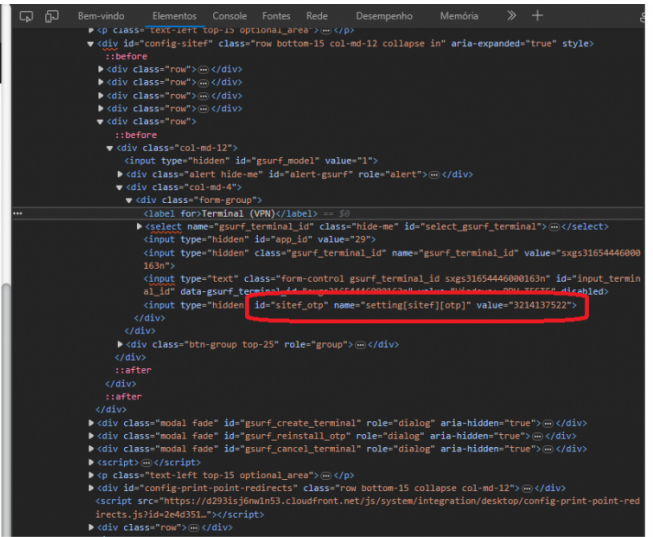 Bem-vindo Elementos Console Fontes Rede Desempenho Memória » +
<p class="text-left top-15 optional_area">…</p>
<div id="config-sitef" class="row bottom-15 col-md-12 collapse in" aria-expanded="true" style>
::before
<div class="row">…</div>
<div class="row">…</div>
<div class="row">…</div>
<div class="row">…</div>
<div class="row">
::before
<div class="col-md-12">
<input type="hidden" id="gsurf_model" value="1">
<div class="alert hide-me" id="alert-gsurf" role="alert">…</div>
<div class="col-md-4">
<div class="form-group">
<label for>Terminal (VPN)</label> == $0
<select name="gsurf_terminal_id" class="hide-me" id="select_gsurf_terminal">…</select>
<input type="hidden" id="app_id" value="29">
<input type="hidden" class="gsurf_terminal_id" name="gsurf_terminal_id" value="sxgs31654446000
163n">
<input type="text" class="form-control gsurf_terminal_id sxgs31654446000163n" id="input_termin
al_id" data-gsurf_terminal_id="sxgs31654446000163n" value="Windows PDV TESTE" disabled>
<input type="hidden" id="sitef_otp" name="setting[sitef][otp]" value="3214137522">
</div>
</div>
<div class="btn-group top-25" role="group">…</div>
</div>
::after
</div>
::after
</div>
<div class="modal fade" id="gsurf_create_terminal" role="dialog" aria-hidden="true">…</div>
<div class="modal fade" id="gsurf_reinstall_otp" role="dialog" aria-hidden="true">…</div>
<div class="modal fade" id="gsurf_cancel_terminal" role="dialog" aria-hidden="true">…</div>
<script>…</script>
<p class="text-left top-15 optional_area">…</p>
<div id="config-print-point-redirects" class="row bottom-15 collapse col-md-12">…</div>
<script src="https://d293isj6nwln53.cloudfront.net/js/system/integration/desktop/config-print-point-red
irects.js?id=2e4d351…"></script>
<div class="row">…</div>